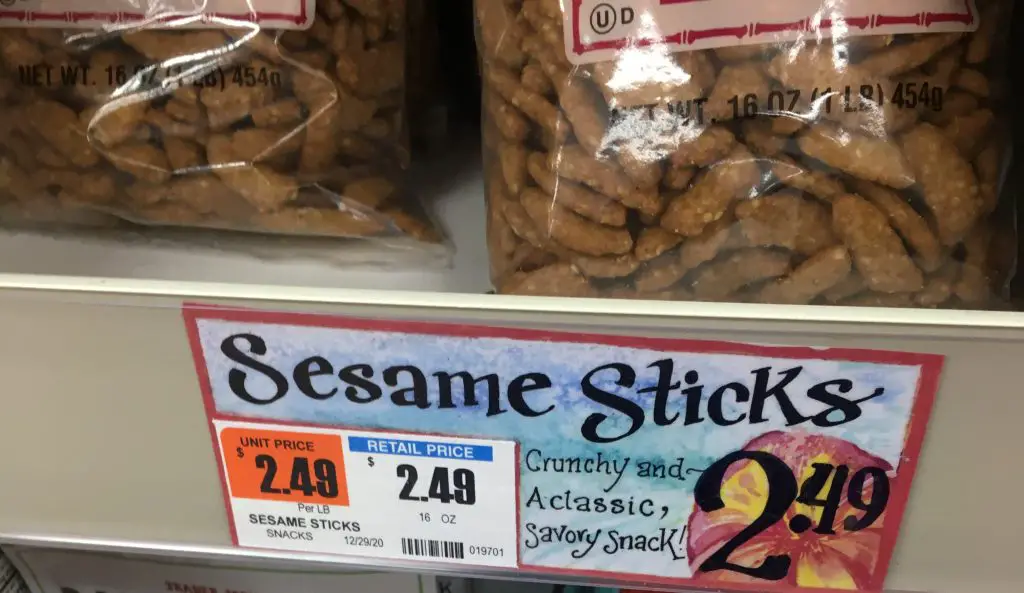 U D
NET WT. 16 OZ (1 LB) 454g
NET WT. 16 OZ (1 LB) 454g
Sesame Sticks
UNIT PRICE
$ 2.49
Per LB
SESAME STICKS
SNACKS 12/29/20
RETAIL PRICE
$ 2.49
16 OZ
019701
Crunchy and
A classic,
Savory Snack!
2.49